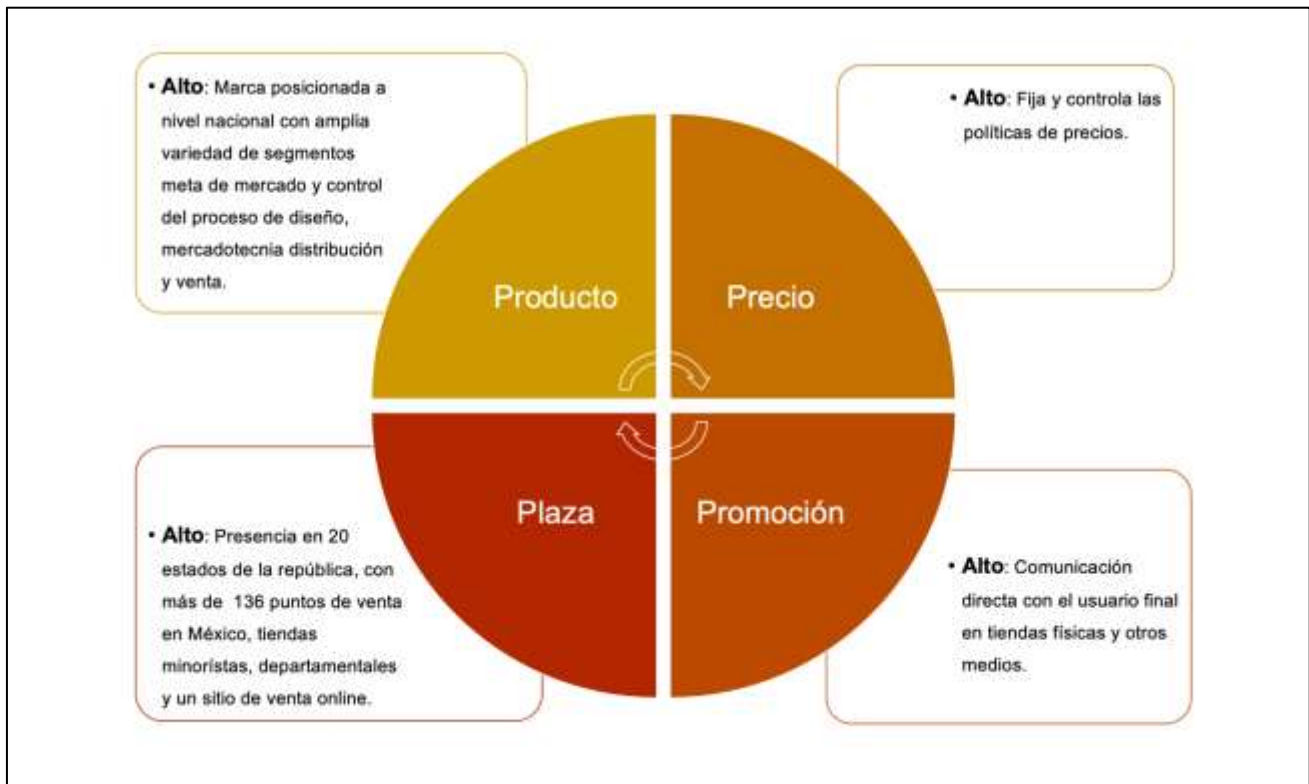 • Alto: Marca posicionada a
nivel nacional con amplia
variedad de segmentos
meta de mercado y control
del proceso de diseño,
mercadotecnia distribución
y venta.
• Alto: Fija y controla las
políticas de precios.
Producto
Precio
Plaza
Promoción
• Alto: Presencia en 20
estados de la república, con
más de 136 puntos de venta
en México, tiendas
minorístas, departamentales
y un sitio de venta online.
• Alto: Comunicación
directa con el usuario final
en tiendas físicas y otros
medios.